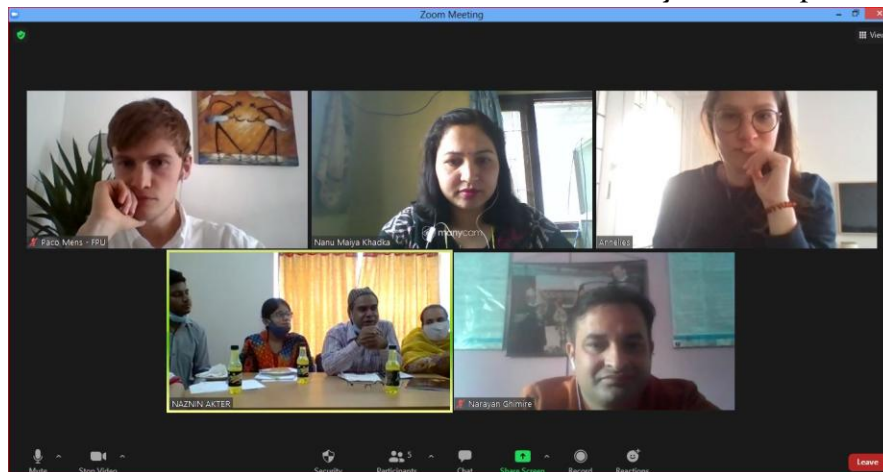 Zoom Meeting
View
Paco Mens - FPU
Nanu Maiya Khadka
manycam
Annelies
NAZNIN AKTER
Narayan Ghimire
5
Mute
Stop Video
Security
Participants
Chat
Share Screen
Record
Reactions
Leave